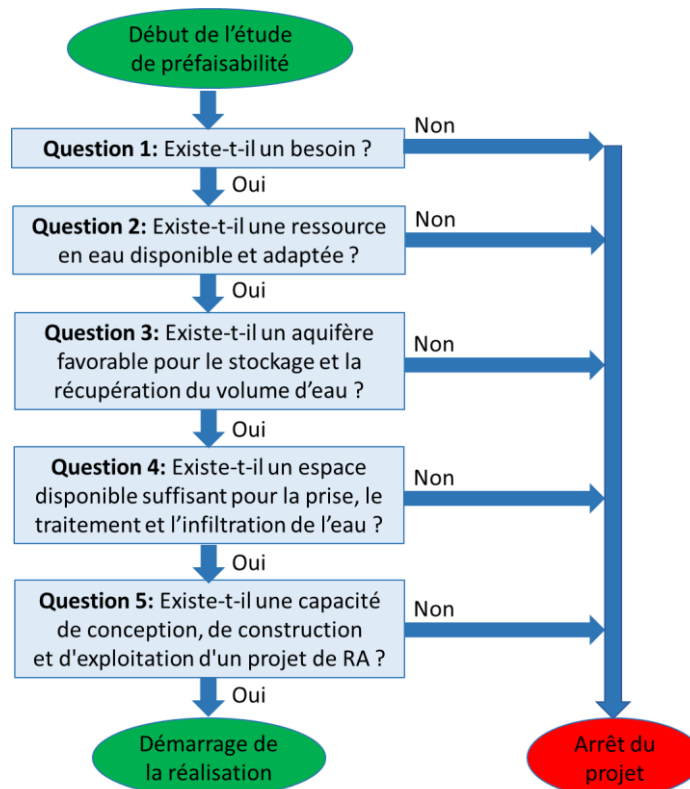 Début de l’étude
de préfaisabilité
Question 1: Existe-t-il un besoin ?
Non
Oui
Question 2: Existe-t-il une ressource
en eau disponible et adaptée ?
Non
Oui
Question 3: Existe-t-il un aquifère
favorable pour le stockage et la
récupération du volume d’eau ?
Non
Oui
Question 4: Existe-t-il un espace
disponible suffisant pour la prise, le
traitement et l’infiltration de l’eau ?
Non
Oui
Question 5: Existe-t-il une capacité
de conception, de construction
et d'exploitation d'un projet de RA ?
Non
Oui
Démarrage de
la réalisation
Arrêt du
projet